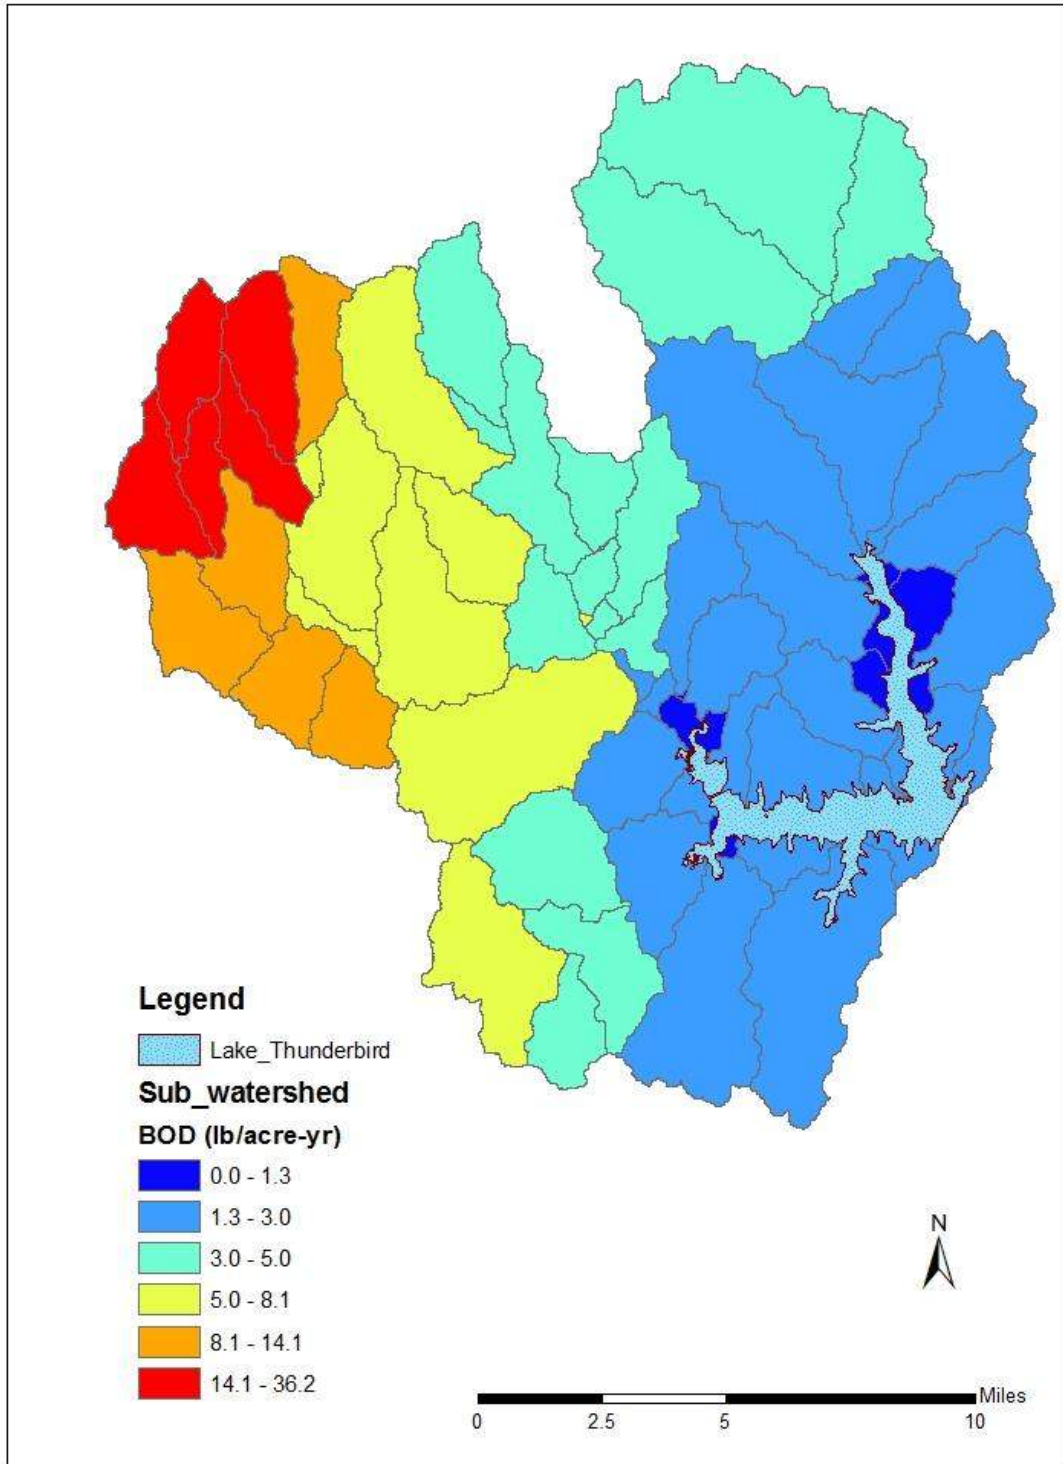 Legend
Lake_Thunderbird
Sub_watershed
BOD (lb/acre-yr)
0.0 - 1.3
1.3 - 3.0
3.0 - 5.0
5.0 - 8.1
8.1 - 14.1
14.1 - 36.2
N
Miles
0 2.5 5 10